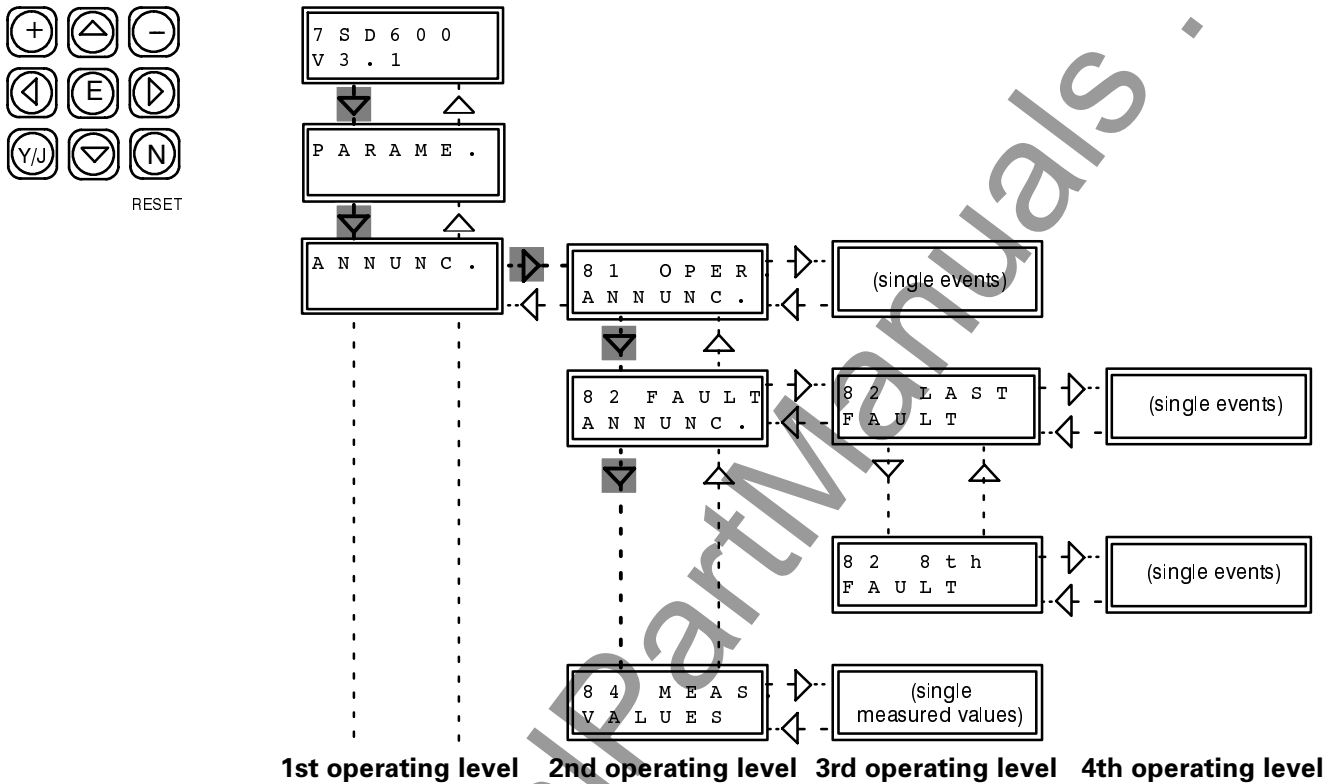 + −
E
Y/J N
RESET
7SD600
V3.1
PARAME.
ANNUNC.
81 OPER.
ANNUNC.
(single events)
82 FAULT
ANNUNC.
82 LAST
FAULT
(single events)
82 8th
FAULT
(single events)
84 MEAS.
VALUES
(single
measured values)
1st operating level 2nd operating level 3rd operating level 4th operating level
lPartManuals .